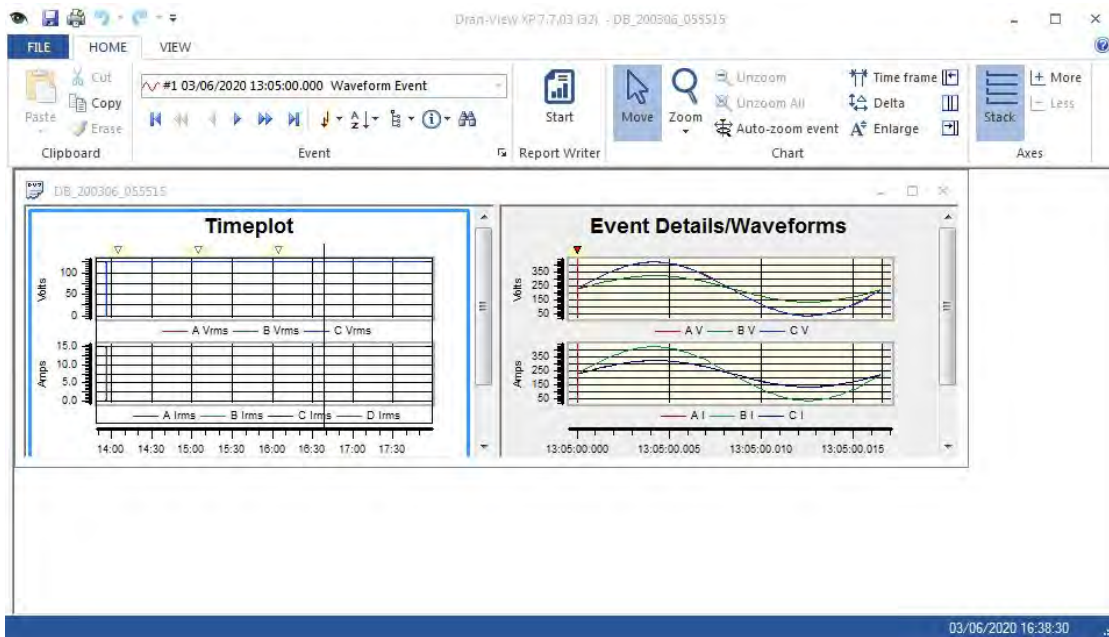 Dran-View XP 7.7.03 (32) - DB_200306_055515
FILE HOME VIEW
Paste
Cut
Copy
Erase
Clipboard
#1 03/06/2020 13:05:00.000 Waveform Event
Event
Start
Report Writer
Move
Zoom
Unzoom
Unzoom All
Auto-zoom event
Time frame
Delta
Enlarge
Chart
Stack
More
Less
Axes
DB_200306_055515
Timeplot
Volts
100
50
0
A Vrms B Vrms C Vrms
Amps
15.0
10.0
5.0
0.0
A Irms B Irms C Irms D Irms
14:00 14:30 15:00 15:30 16:00 16:30 17:00 17:30
Event Details/Waveforms
Volts
350
250
150
50
A V B V C V
Amps
350
250
150
50
A I B I C I
13:05:00.000 13:05:00.005 13:05:00.010 13:05:00.015
03/06/2020 16:38:30